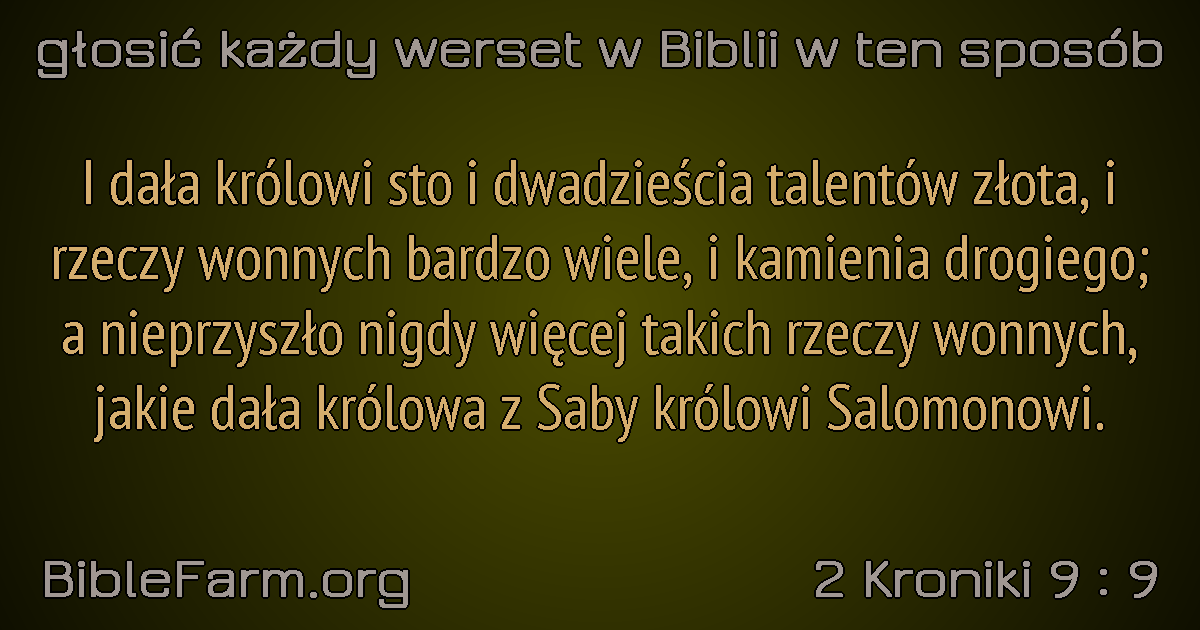 głosić każdy werset w Biblii w ten sposób
I dała królowi sto i dwadzieścia talentów złota, i
rzeczy wonnych bardzo wiele, i kamienia drogiego;
a nieprzyszło nigdy więcej takich rzeczy wonnych,
jakie dała królowa z Saby królowi Salomonowi.
BibleFarm.org
2 Kroniki 9 : 9